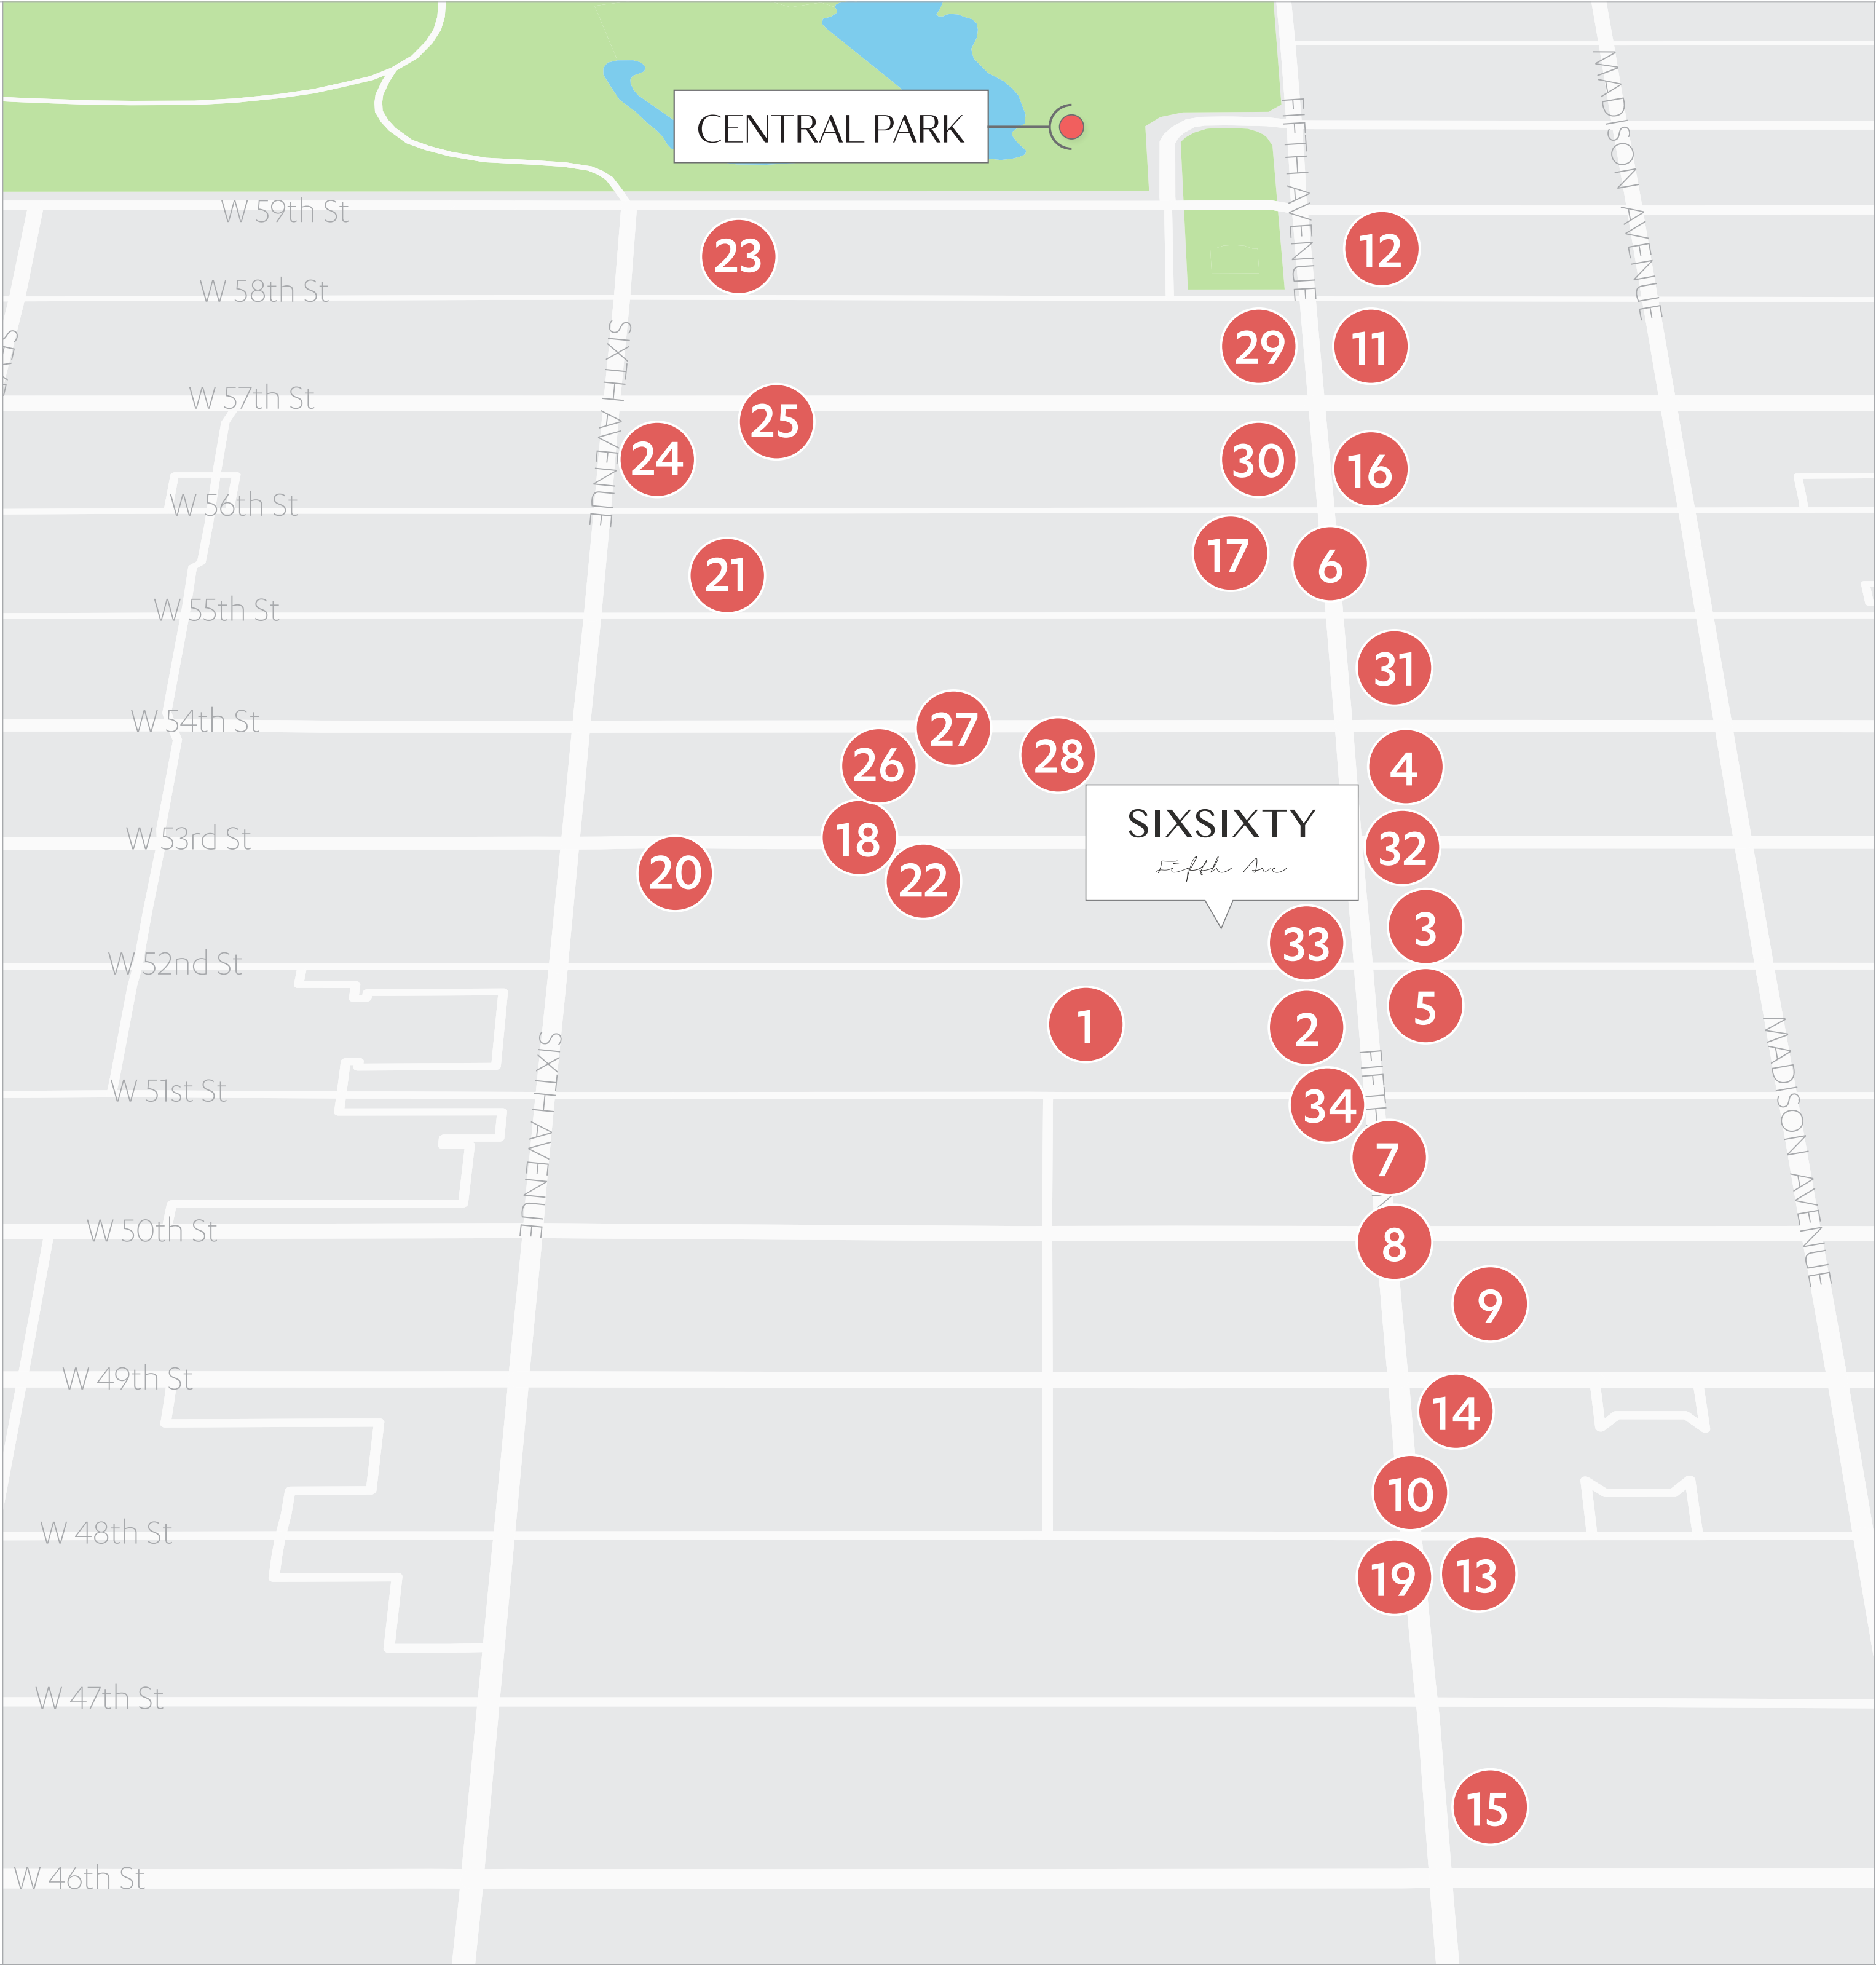 CENTRAL PARK
FIFTH AVENUE
MADISON AVENUE
W 59th St
23
12
W 58th St
SIXTH AVENUE
29
11
W 57th St
25
24
30
16
W 56th St
17
6
21
W 55th St
31
W 54th St
27
28
26
4
SIXSIXTY
Fifth Ave
W 53rd St
18
32
20
22
3
33
W 52nd St
5
1
2
MADISON AVENUE
SIXTH AVENUE
FIFTH
W 51st St
34
7
W 50th St
8
9
W 49th St
14
10
W 48th St
19
13
W 47th St
15
W 46th St